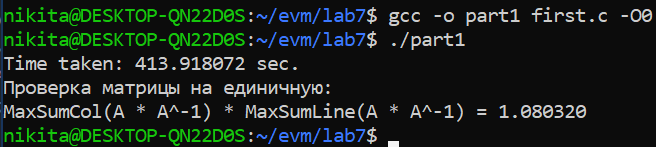 nikita@DESKTOP-QN22D0S:~/evm/lab7$ gcc -o part1 first.c -O0
nikita@DESKTOP-QN22D0S:~/evm/lab7$ ./part1
Time taken: 413.918072 sec.
Проверка матрицы на единичную:
MaxSumCol(A * A^-1) * MaxSumLine(A * A^-1) = 1.080320
nikita@DESKTOP-QN22D0S:~/evm/lab7$